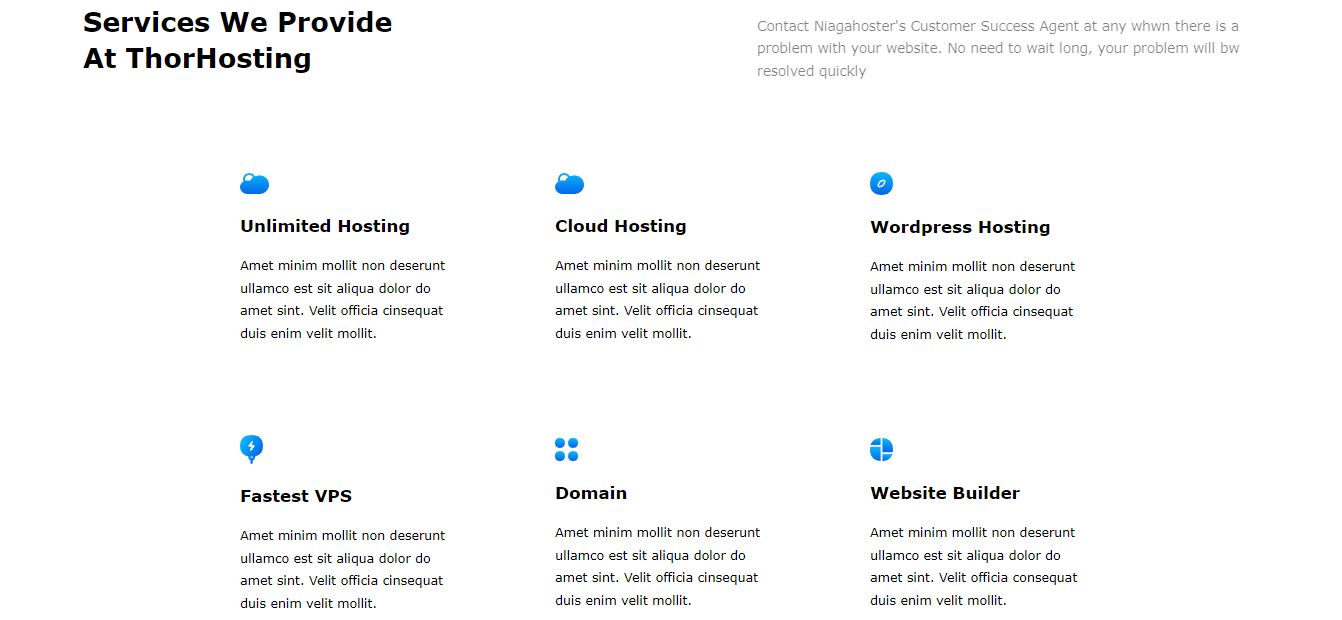 Services We Provide
At ThorHosting
Contact Niagahoster's Customer Success Agent at any whwn there is a
problem with your website. No need to wait long, your problem will bw
resolved quickly
Unlimited Hosting
Amet minim mollit non deserunt
ullamco est sit aliqua dolor do
amet sint. Velit officia cinsequat
duis enim velit mollit.
Cloud Hosting
Amet minim mollit non deserunt
ullamco est sit aliqua dolor do
amet sint. Velit officia cinsequat
duis enim velit mollit.
Wordpress Hosting
Amet minim mollit non deserunt
ullamco est sit aliqua dolor do
amet sint. Velit officia cinsequat
duis enim velit mollit.
Fastest VPS
Amet minim mollit non deserunt
ullamco est sit aliqua dolor do
amet sint. Velit officia cinsequat
duis enim velit mollit.
Domain
Amet minim mollit non deserunt
ullamco est sit aliqua dolor do
amet sint. Velit officia cinsequat
duis enim velit mollit.
Website Builder
Amet minim mollit non deserunt
ullamco est sit aliqua dolor do
amet sint. Velit officia consequat
duis enim velit mollit.